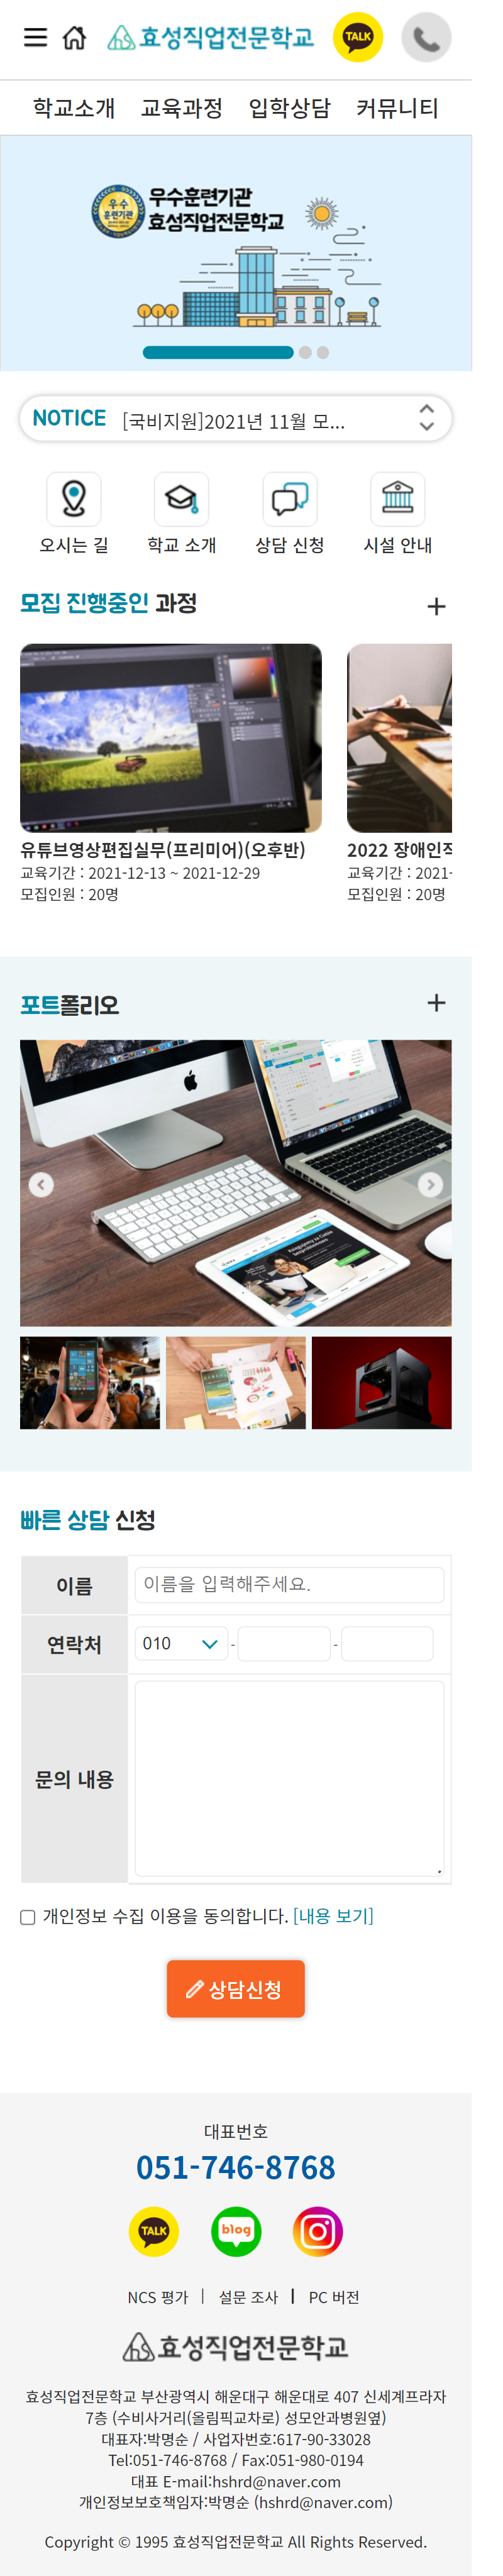 효성직업전문학교
TALK
학교소개 교육과정 입학상담 커뮤니티
우수
훈련기관
우수훈련기관
효성직업전문학교
NOTICE [국비지원]2021년 11월 모...
오시는 길 학교 소개 상담 신청 시설 안내
모집 진행중인 과정
유튜브영상편집실무(프리미어)(오후반)
교육기간 : 2021-12-13 ~ 2021-12-29
모집인원 : 20명
2022 장애인직
교육기간 : 2021-
모집인원 : 20명
포트폴리오
빠른 상담 신청
이름 이름을 입력해주세요.
연락처 010 - -
문의 내용
개인정보 수집 이용을 동의합니다. [내용 보기]
상담신청
대표번호
051-746-8768
TALK blog
NCS 평가 | 설문 조사 | PC 버전
효성직업전문학교
효성직업전문학교 부산광역시 해운대구 해운대로 407 신세계프라자
7층 (수비사거리(올림픽교차로) 성모안과병원옆)
대표자:박명순 / 사업자번호:617-90-33028
Tel:051-746-8768 / Fax:051-980-0194
대표 E-mail:hshrd@naver.com
개인정보보호책임자:박명순 (hshrd@naver.com)
Copyright © 1995 효성직업전문학교 All Rights Reserved.